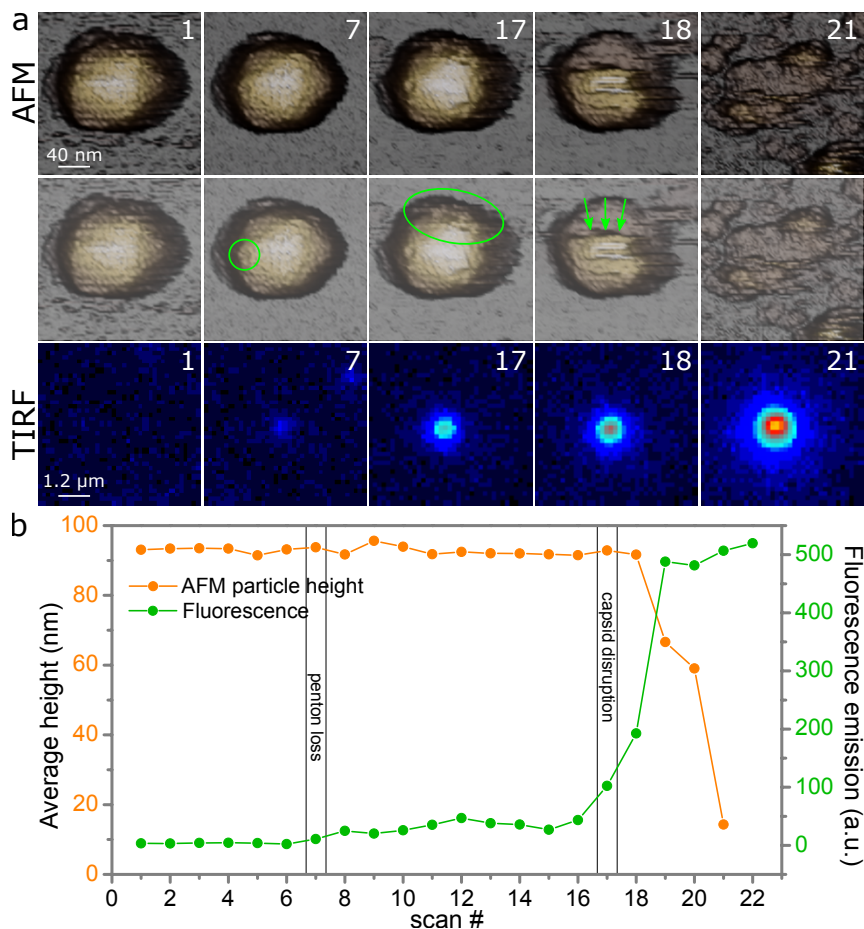 a
AFM
1
7
17
18
21
40 nm
TIRF
1
7
17
18
21
1.2 µm
b
100
80
60
40
20
0
Average height (nm)
AFM particle height
Fluorescence
penton loss
capsid disruption
500
400
300
200
100
0
Fluorescence emission (a.u.)
0 2 4 6 8 10 12 14 16 18 20 22
scan #